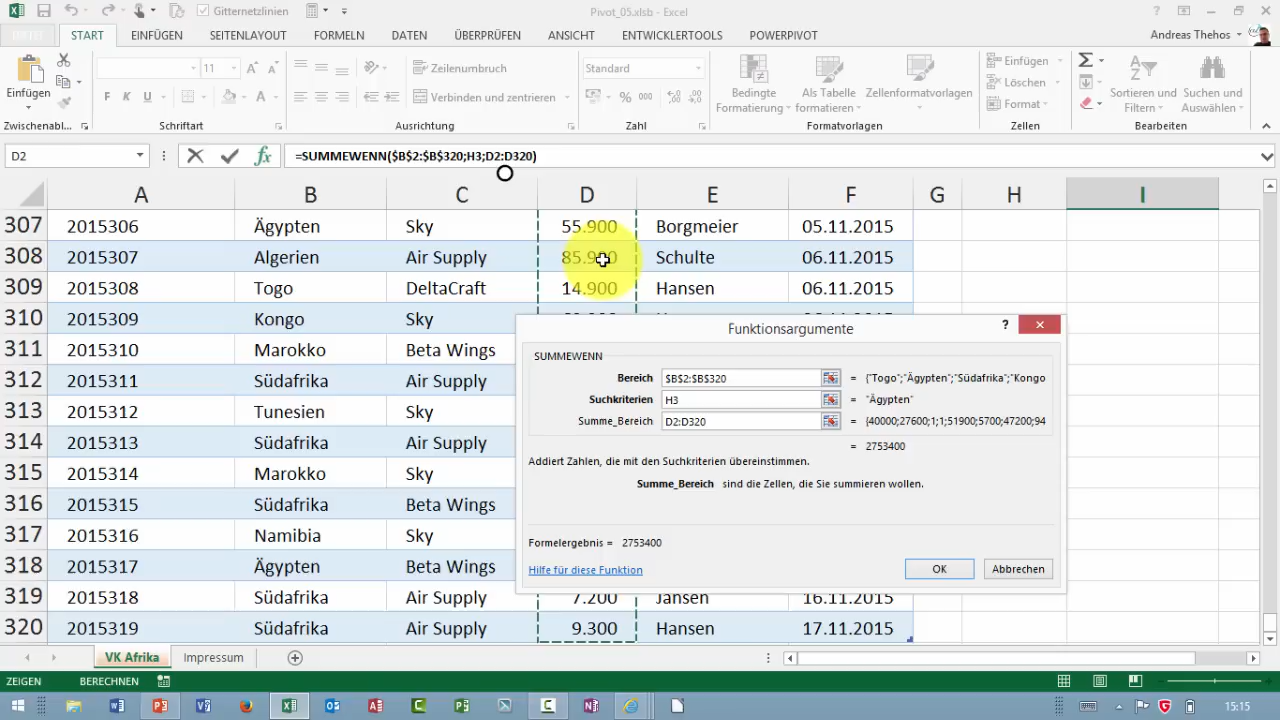 Gitternetzlinien
Pivot_05.xlsb - Excel
?
START EINFÜGEN SEITENLAYOUT FORMELN DATEN ÜBERPRÜFEN ANSICHT ENTWICKLERTOOLS POWERPIVOT Andreas Thehos
Einfügen
11
F K U
Zeilenumbruch
Verbinden und zentrieren
Standard
% 000
Bedingte Formatierung
Als Tabelle formatieren
Zellenformatvorlagen
Einfügen
Löschen
Format
Sortieren und Filtern
Suchen und Auswählen
Zwischenabl... Schriftart Ausrichtung Zahl Formatvorlagen Zellen Bearbeiten
D2 fx =SUMMEWENN($B$2:$B$320;H3;D2:D320)
A B C D E F G H I
307 2015306 Ägypten Sky 55.900 Borgmeier 05.11.2015
308 2015307 Algerien Air Supply 85.900 Schulte 06.11.2015
309 2015308 Togo DeltaCraft 14.900 Hansen 06.11.2015
310 2015309 Kongo Sky
311 2015310 Marokko Beta Wings
312 2015311 Südafrika Air Supply
313 2015312 Tunesien Sky
314 2015313 Südafrika Air Supply
315 2015314 Marokko Sky
316 2015315 Südafrika Beta Wings
317 2015316 Namibia Sky
318 2015317 Ägypten Beta Wings
319 2015318 Südafrika Air Supply 7.200 Jansen 16.11.2015
320 2015319 Südafrika Air Supply 9.300 Hansen 17.11.2015
Funktionsargumente ?
SUMMEWENN
Bereich $B$2:$B$320 = {"Togo";"Ägypten";"Südafrika";"Kongo
Suchkriterien H3 = "Ägypten"
Summe_Bereich D2:D320 = {40000;27600;1;1;51900;5700;47200;94
= 2753400
Addiert Zahlen, die mit den Suchkriterien übereinstimmen.
Summe_Bereich sind die Zellen, die Sie summieren wollen.
Formelergebnis = 2753400
Hilfe für diese Funktion OK Abbrechen
VK Afrika Impressum
ZEIGEN BERECHNEN
15:15